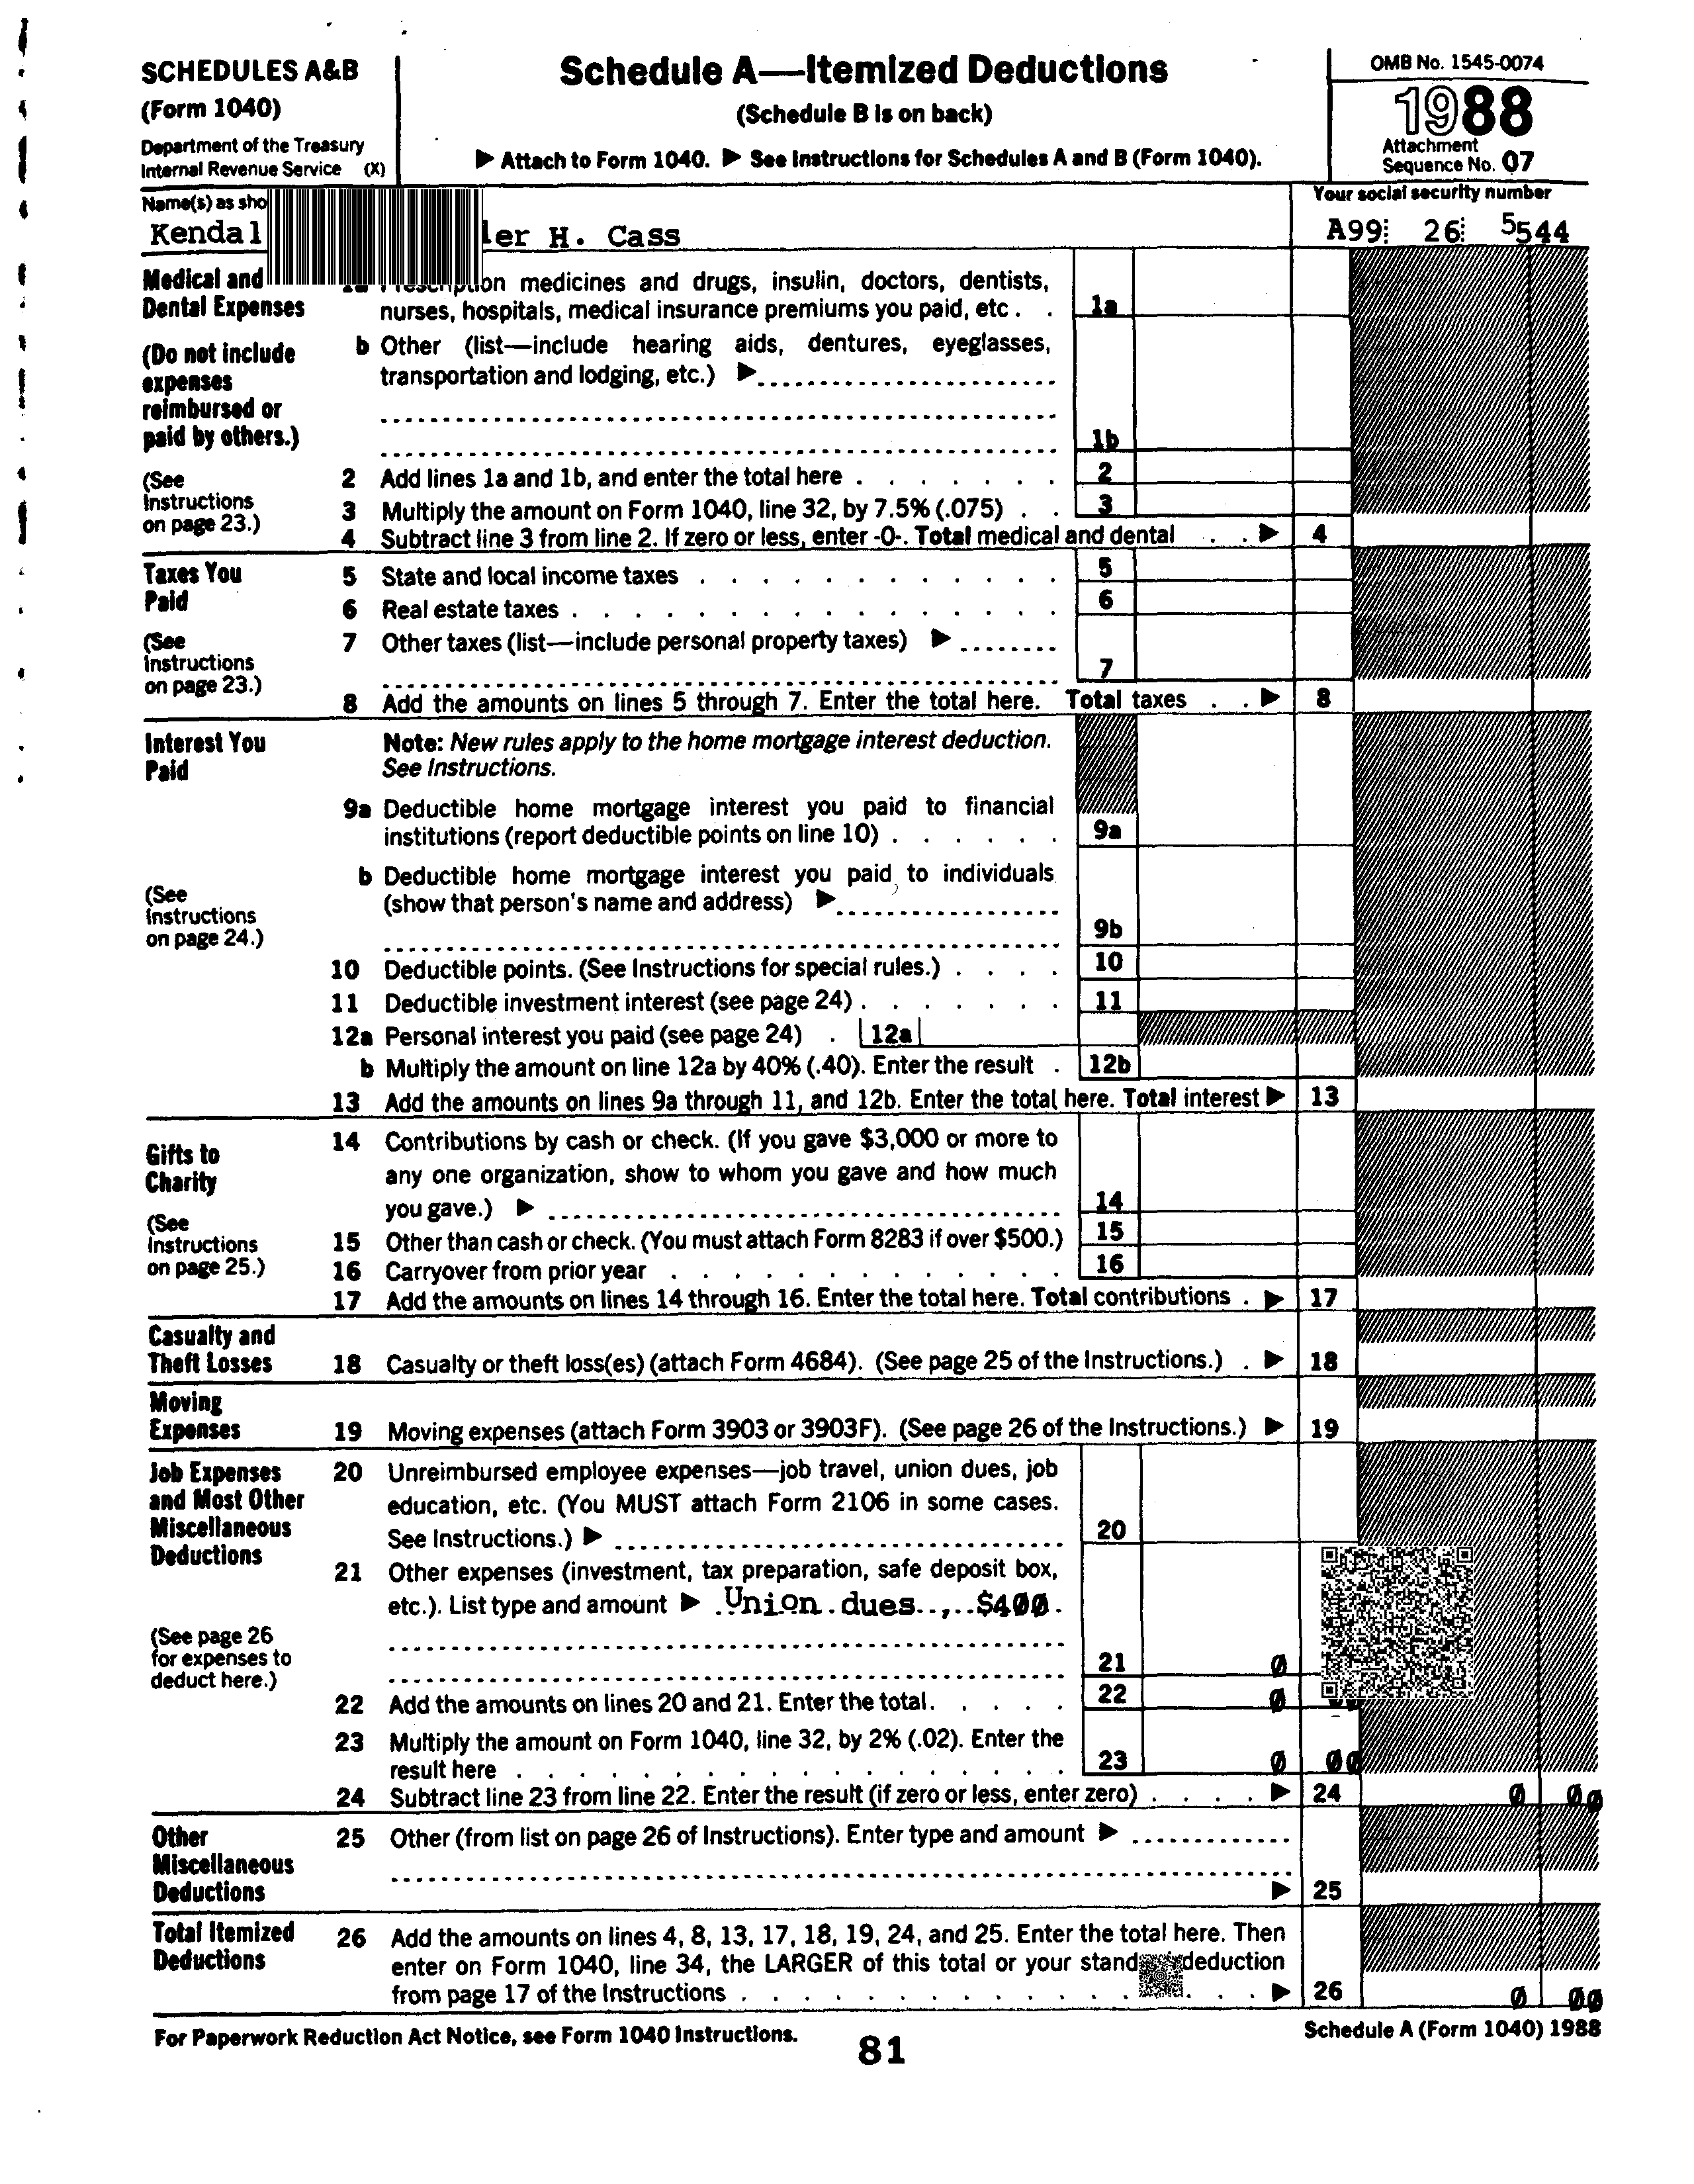 SCHEDULES A&B
(Form 1040)
Department of the Treasury
Internal Revenue Service (X)
Schedule A—Itemized Deductions
(Schedule B is on back)
▶ Attach to Form 1040. ▶ See Instructions for Schedules A and B (Form 1040).
OMB No. 1545-0074
1988
Attachment
Sequence No. 07
Name(s) as
Your social security number
H. Cass
A99 26 5544
Medical and
Dental Expenses
(Do not include
expenses
reimbursed or
paid by others.)
(See
Instructions
on page 23.)
medicines and drugs, insulin, doctors, dentists,
nurses, hospitals, medical insurance premiums you paid, etc . . 1a
b Other (list—include hearing aids, dentures, eyeglasses,
transportation and lodging, etc.) ▶
1b
2 Add lines 1a and 1b, and enter the total here . . . . . . . 2
3 Multiply the amount on Form 1040, line 32, by 7.5% (.075) . . 3
4 Subtract line 3 from line 2. If zero or less, enter -0-. Total medical and dental . . ▶ 4
Taxes You
Paid
(See
Instructions
on page 23.)
5 State and local income taxes . . . . . . . . . . . . 5
6 Real estate taxes . . . . . . . . . . . . . . . . 6
7 Other taxes (list—include personal property taxes) ▶
7
8 Add the amounts on lines 5 through 7. Enter the total here. Total taxes . . ▶ 8
Interest You
Paid
(See
Instructions
on page 24.)
Note: New rules apply to the home mortgage interest deduction.
See Instructions.
9a Deductible home mortgage interest you paid to financial
institutions (report deductible points on line 10) . . . . . . 9a
b Deductible home mortgage interest you paid to individuals
(show that person's name and address) ▶
9b
10 Deductible points. (See Instructions for special rules.) . . . . 10
11 Deductible investment interest (see page 24) . . . . . . . 11
12a Personal interest you paid (see page 24) . 12a
b Multiply the amount on line 12a by 40% (.40). Enter the result . 12b
13 Add the amounts on lines 9a through 11, and 12b. Enter the total here. Total interest ▶ 13
Gifts to
Charity
(See
Instructions
on page 25.)
14 Contributions by cash or check. (If you gave $3,000 or more to
any one organization, show to whom you gave and how much
you gave.) ▶ 14
15 Other than cash or check. (You must attach Form 8283 if over $500.) 15
16 Carryover from prior year . . . . . . . . . . . . . 16
17 Add the amounts on lines 14 through 16. Enter the total here. Total contributions . ▶ 17
Casualty and
Theft Losses
18 Casualty or theft loss(es) (attach Form 4684). (See page 25 of the Instructions.) . ▶ 18
Moving
Expenses
19 Moving expenses (attach Form 3903 or 3903F). (See page 26 of the Instructions.) ▶ 19
Job Expenses
and Most Other
Miscellaneous
Deductions
(See page 26
for expenses to
deduct here.)
20 Unreimbursed employee expenses—job travel, union dues, job
education, etc. (You MUST attach Form 2106 in some cases.
See Instructions.) ▶ 20
21 Other expenses (investment, tax preparation, safe deposit box,
etc.). List type and amount ▶ Union dues , $400
21 0
22 Add the amounts on lines 20 and 21. Enter the total . . . . . 22 0
23 Multiply the amount on Form 1040, line 32, by 2% (.02). Enter the
result here . . . . . . . . . . . . . . . . . . 23 0 00
24 Subtract line 23 from line 22. Enter the result (if zero or less, enter zero) . . . . ▶ 24 0 00
Other
Miscellaneous
Deductions
25 Other (from list on page 26 of Instructions). Enter type and amount ▶
▶ 25
Total Itemized
Deductions
26 Add the amounts on lines 4, 8, 13, 17, 18, 19, 24, and 25. Enter the total here. Then
enter on Form 1040, line 34, the LARGER of this total or your deduction
from page 17 of the Instructions . . . . . . . . . . . . . . . . ▶ 26 0 00
For Paperwork Reduction Act Notice, see Form 1040 Instructions.
81
Schedule A (Form 1040) 1988